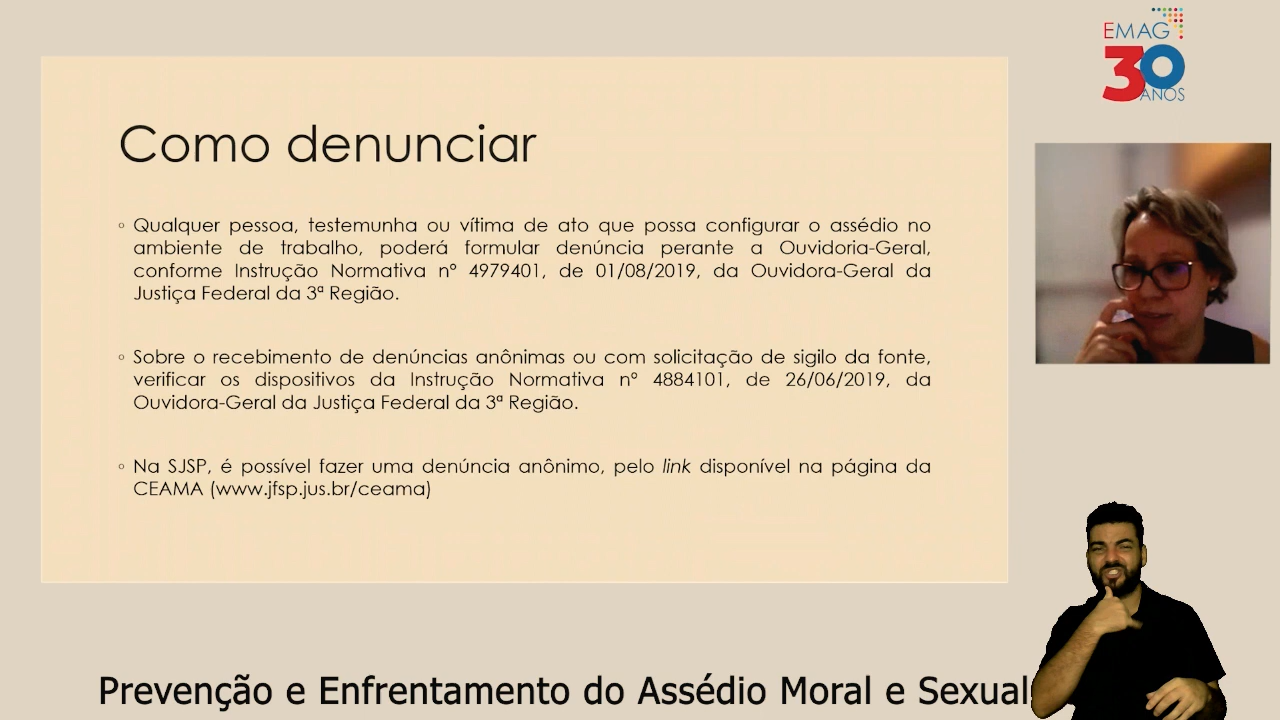 EMAG
30
ANOS
Como denunciar
◦ Qualquer pessoa, testemunha ou vítima de ato que possa configurar o assédio no
ambiente de trabalho, poderá formular denúncia perante a Ouvidoria-Geral,
conforme Instrução Normativa nº 4979401, de 01/08/2019, da Ouvidora-Geral da
Justiça Federal da 3ª Região.
◦ Sobre o recebimento de denúncias anônimas ou com solicitação de sigilo da fonte,
verificar os dispositivos da Instrução Normativa nº 4884101, de 26/06/2019, da
Ouvidora-Geral da Justiça Federal da 3ª Região.
◦ Na SJSP, é possível fazer uma denúncia anônimo, pelo link disponível na página da
CEAMA (www.jfsp.jus.br/ceama)
Prevenção e Enfrentamento do Assédio Moral e Sexual